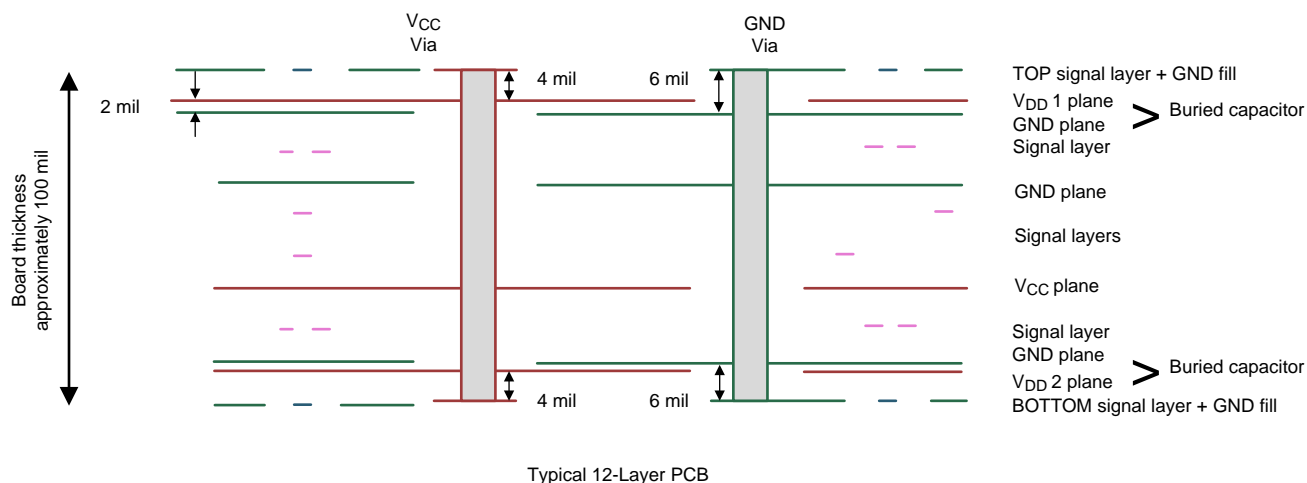 VCC
Via
GND
Via
4 mil
6 mil
2 mil
TOP signal layer + GND fill
VDD 1 plane
GND plane
> Buried capacitor
Signal layer
GND plane
Signal layers
VCC plane
Signal layer
GND plane
VDD 2 plane
> Buried capacitor
BOTTOM signal layer + GND fill
4 mil
6 mil
Board thickness
approximately 100 mil
Typical 12-Layer PCB